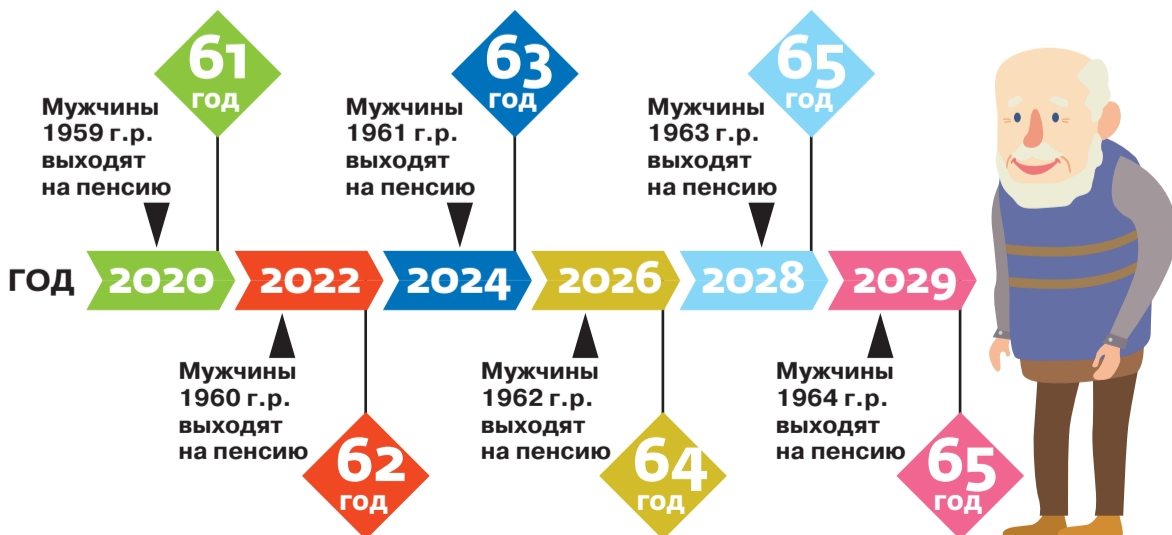 61
год
Мужчины
1959 г.р.
выходят
на пенсию
63
год
Мужчины
1961 г.р.
выходят
на пенсию
65
год
Мужчины
1963 г.р.
выходят
на пенсию
ГОД 2020 2022 2024 2026 2028 2029
Мужчины
1960 г.р.
выходят
на пенсию
62
год
Мужчины
1962 г.р.
выходят
на пенсию
64
год
Мужчины
1964 г.р.
выходят
на пенсию
65
год